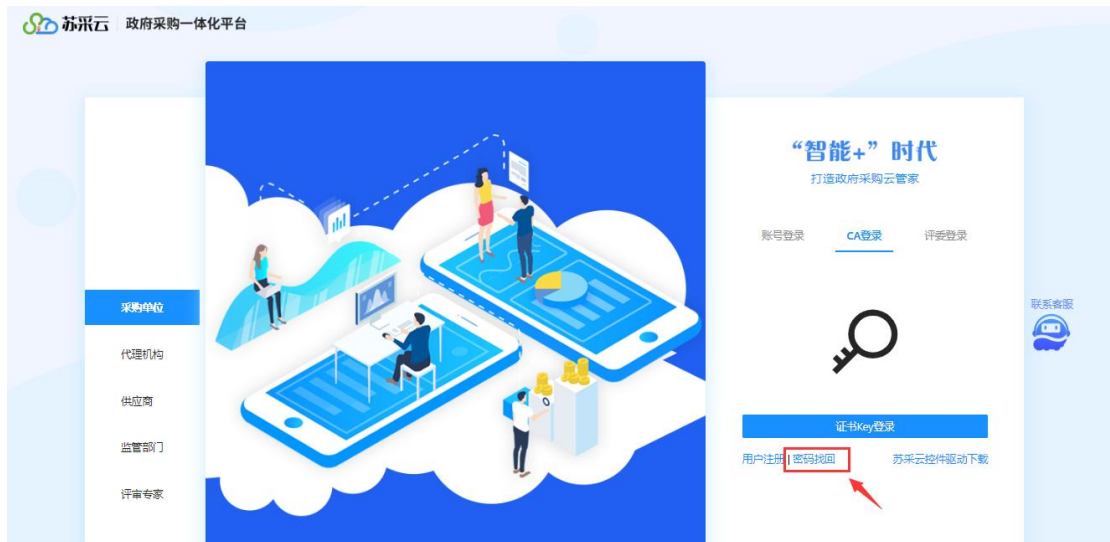 苏采云 政府采购一体化平台
采购单位
代理机构
供应商
监管部门
评审专家
“智能+”时代
打造政府采购云管家
账号登录 CA登录 评委登录
证书Key登录
用户注册 | 密码找回 苏采云控件驱动下载
联系客服